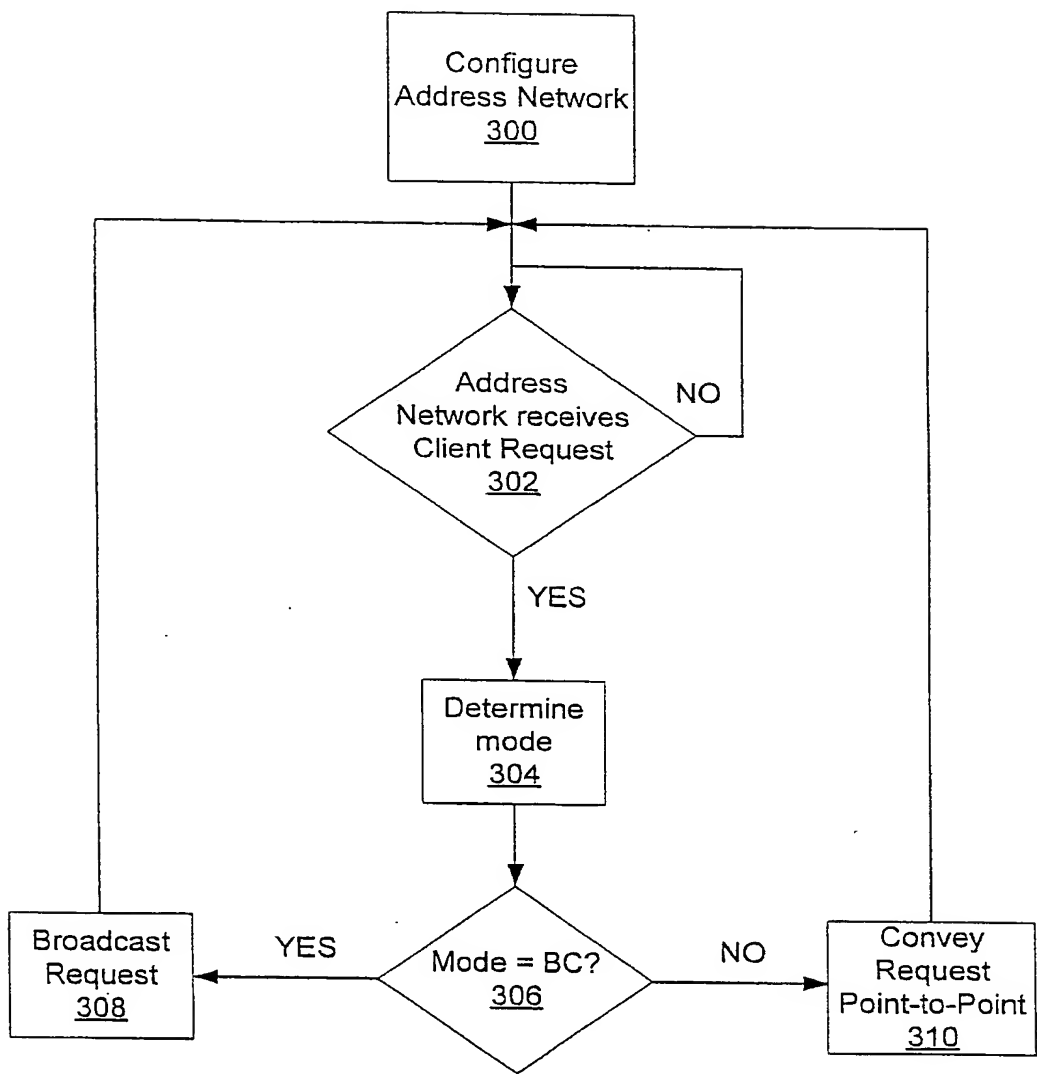 Configure
Address Network
300
Address
Network receives
Client Request
302
NO
YES
Determine
mode
304
Mode = BC?
306
YES
NO
Broadcast
Request
308
Convey
Request
Point-to-Point
310